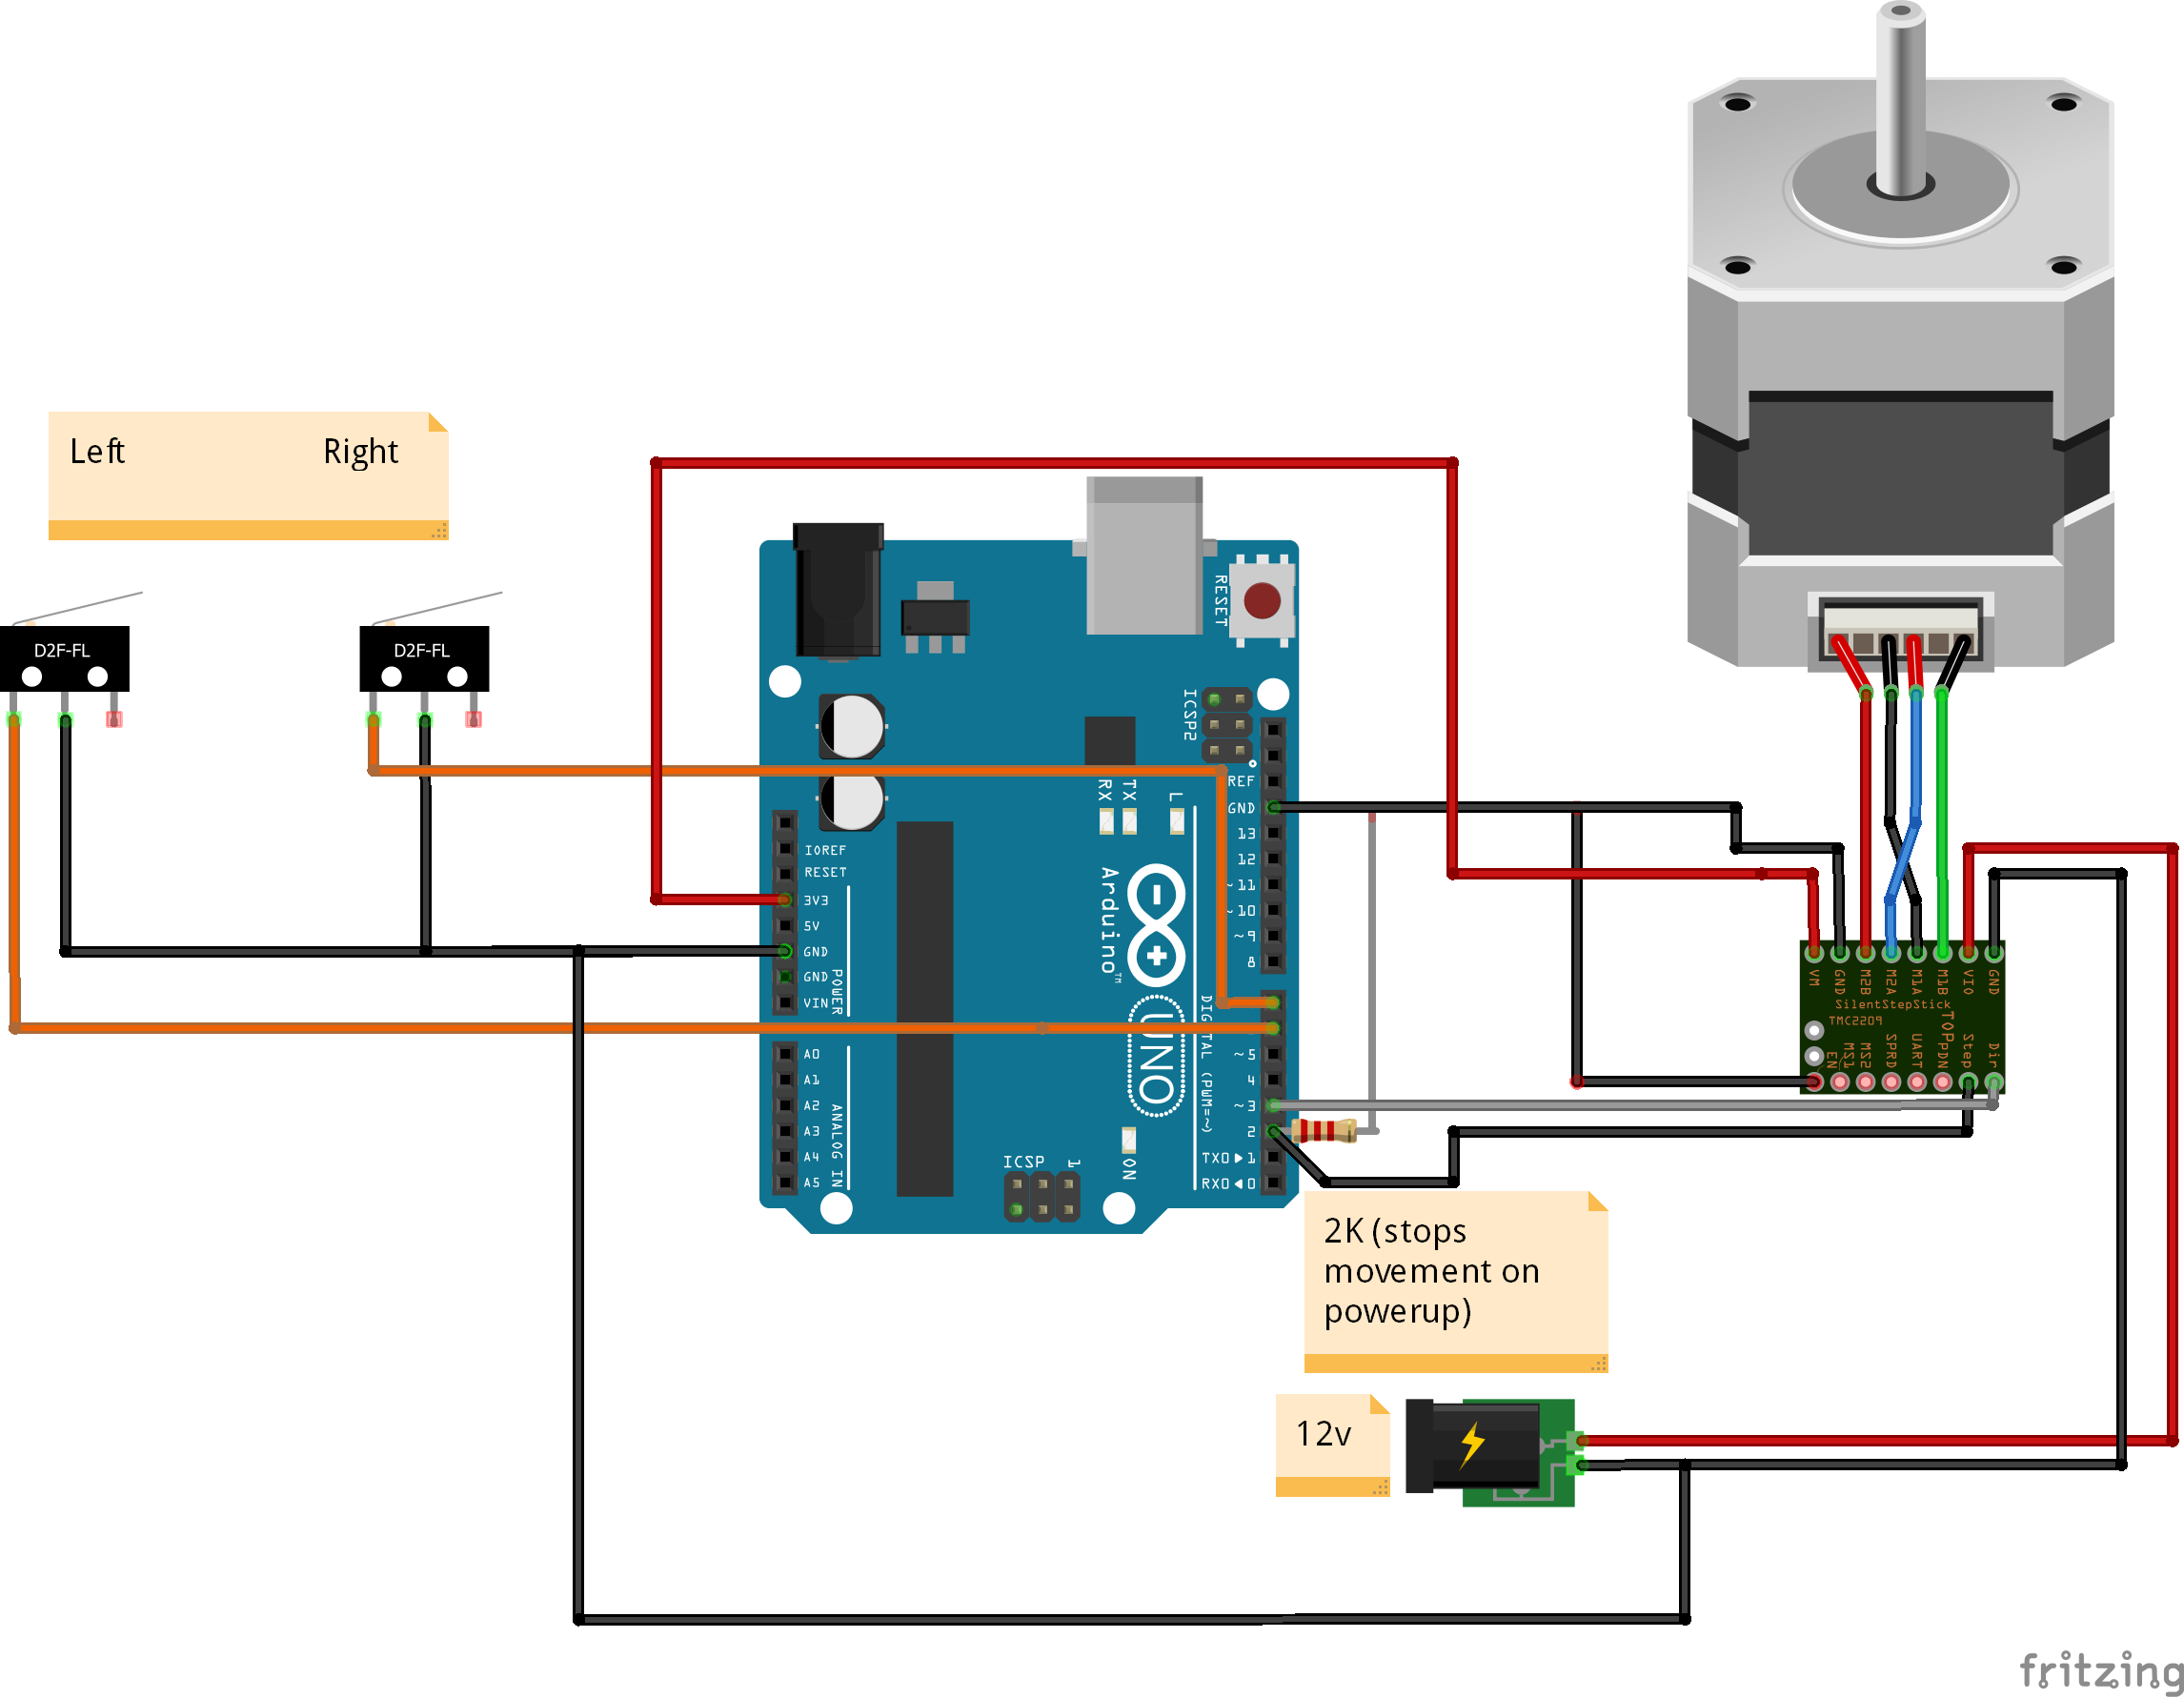 Left Right
D2F-FL
D2F-FL
RESET
ICSP2
REF
GND
13
12
~11
~10
~9
8
RX
TX
L
IOREF
RESET
3V3
5V
GND
GND
VIN
POWER
Arduino™
UNO
DIGITAL (PWM=~)
~5
4
~3
2
TX0▶1
RX0◀0
A0
A1
A2
A3
A4
A5
ANALOG IN
ICSP
1
ON
VM
GND
M2B
M2A
M1A
M1B
VIO
GND
SilentStepStick
TMC2209
TOP
EN
MS1
MS2
SPRD
UART
PDN
Step
Dir
2K (stops
movement on
powerup)
12v
fritzing